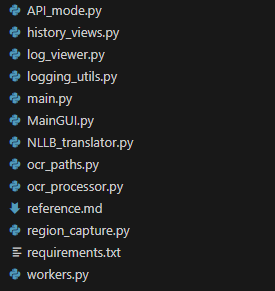 API_mode.py
history_views.py
log_viewer.py
logging_utils.py
main.py
MainGUI.py
NLLB_translator.py
ocr_paths.py
ocr_processor.py
reference.md
region_capture.py
requirements.txt
workers.py